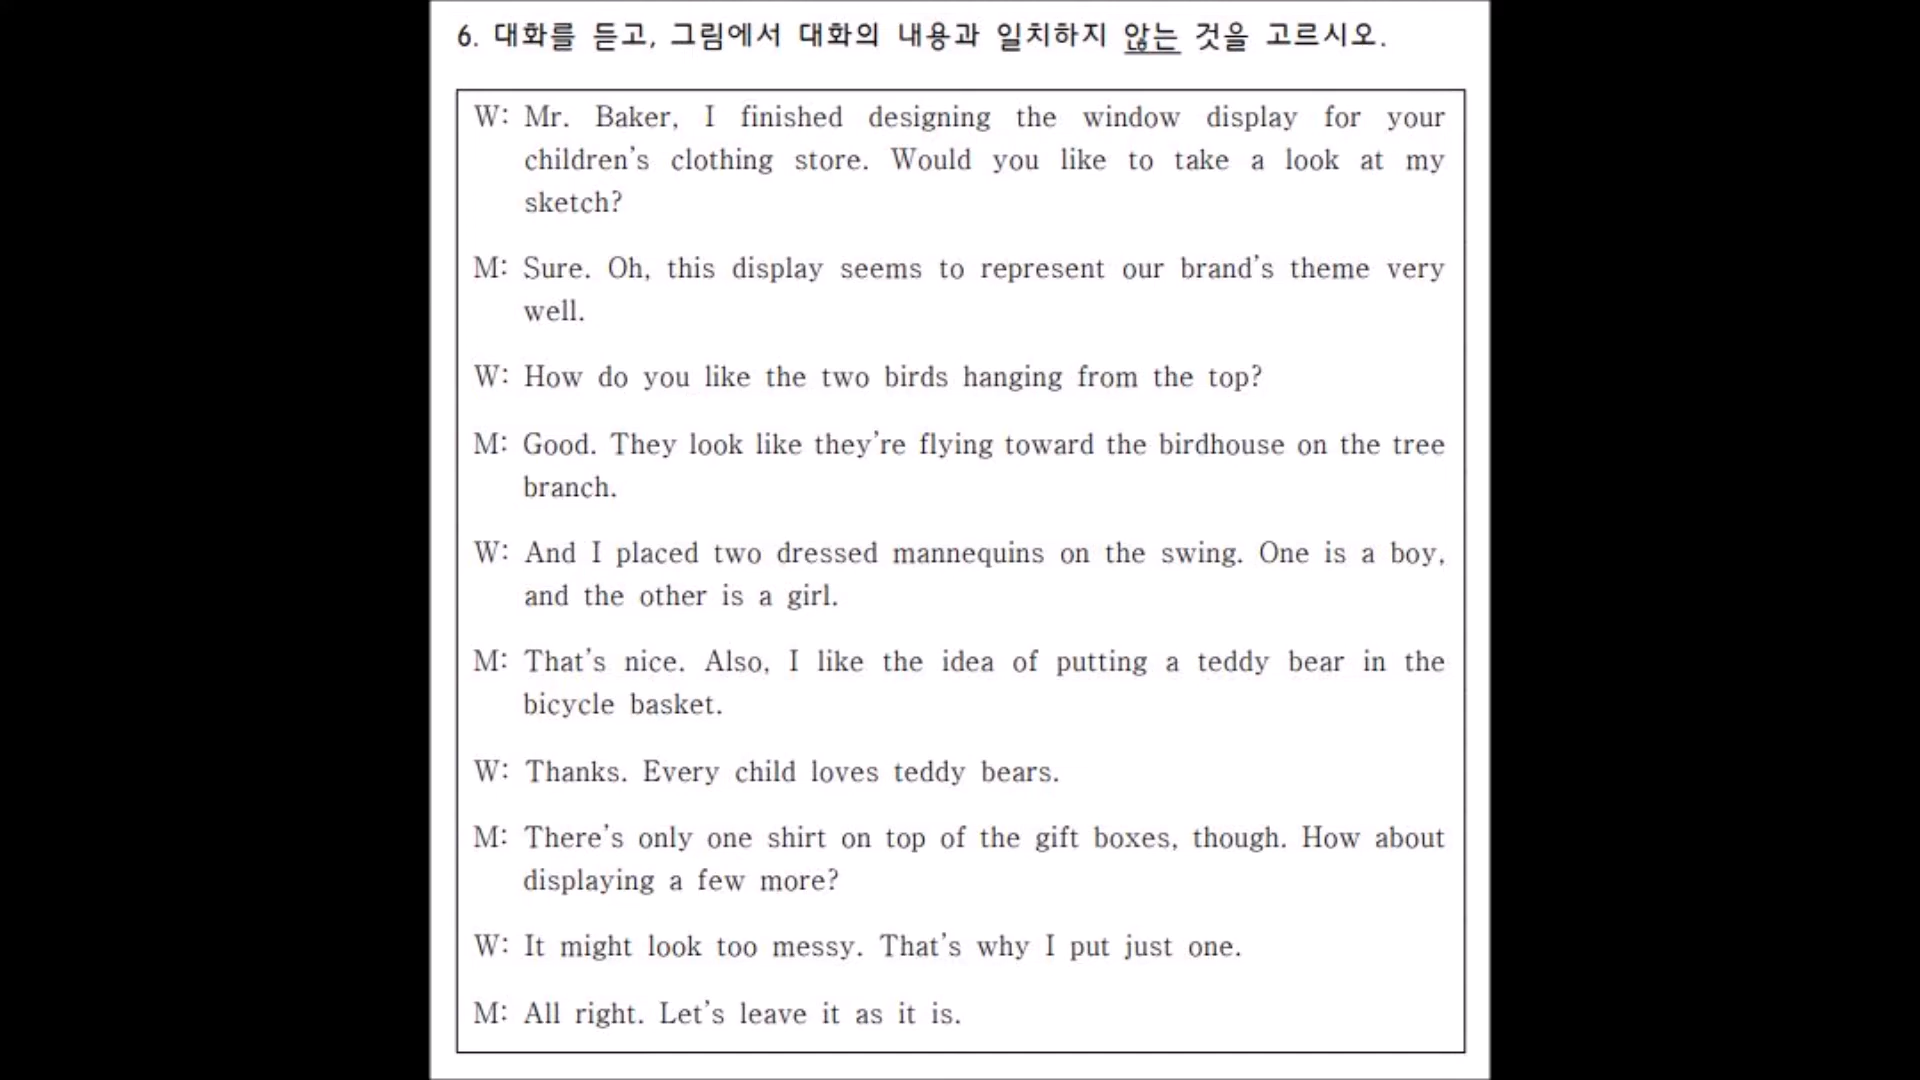 6. 대화를 듣고, 그림에서 대화의 내용과 일치하지 않는 것을 고르시오.
W: Mr. Baker, I finished designing the window display for your
children's clothing store. Would you like to take a look at my
sketch?
M: Sure. Oh, this display seems to represent our brand's theme very
well.
W: How do you like the two birds hanging from the top?
M: Good. They look like they're flying toward the birdhouse on the tree
branch.
W: And I placed two dressed mannequins on the swing. One is a boy,
and the other is a girl.
M: That's nice. Also, I like the idea of putting a teddy bear in the
bicycle basket.
W: Thanks. Every child loves teddy bears.
M: There's only one shirt on top of the gift boxes, though. How about
displaying a few more?
W: It might look too messy. That's why I put just one.
M: All right. Let's leave it as it is.